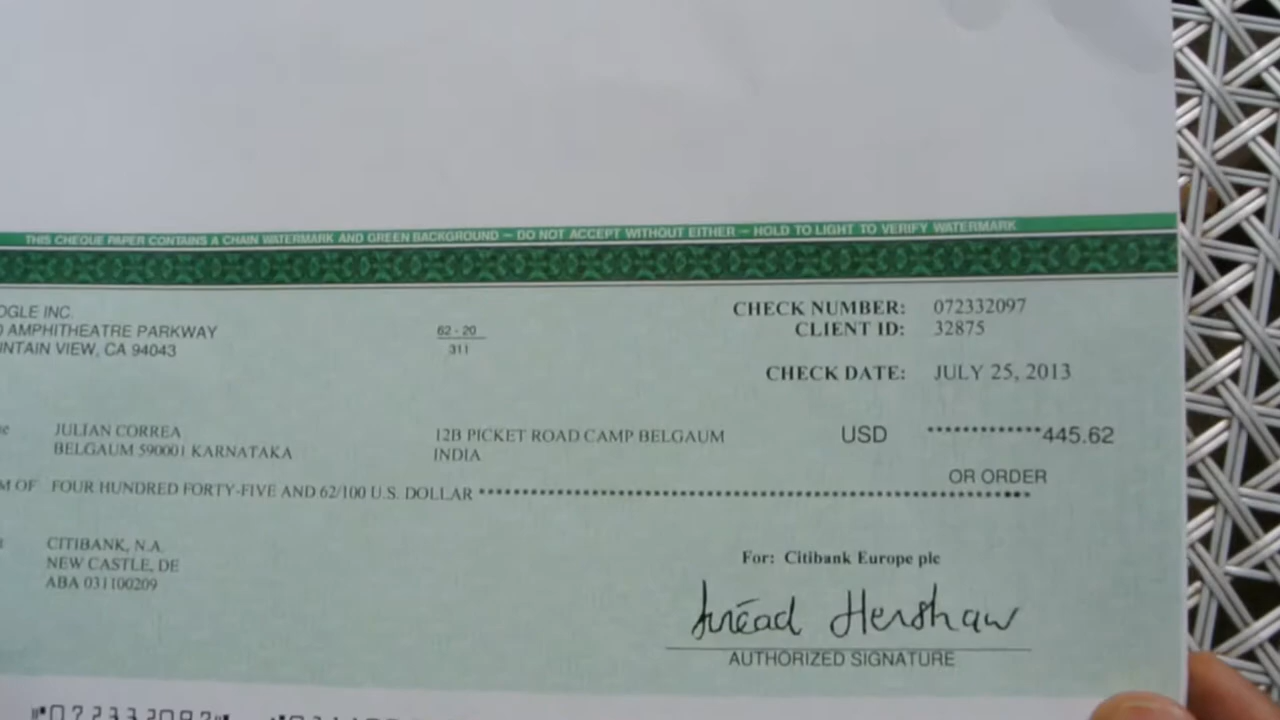 THIS CHEQUE PAPER CONTAINS A CHAIN WATERMARK AND GREEN BACKGROUND – DO NOT ACCEPT WITHOUT EITHER – HOLD TO LIGHT TO VERIFY WATERMARK
OGLE INC.
0 AMPHITHEATRE PARKWAY
NTAIN VIEW, CA 94043
62 - 20
311
CHECK NUMBER: 072332097
CLIENT ID: 32875
CHECK DATE: JULY 25, 2013
JULIAN CORREA
BELGAUM 590001 KARNATAKA
12B PICKET ROAD CAMP BELGAUM
INDIA
USD *************445.62
OR ORDER
M OF FOUR HUNDRED FORTY-FIVE AND 62/100 U.S. DOLLAR
CITIBANK, N.A.
NEW CASTLE, DE
ABA 031100209
For: Citibank Europe plc
Hershaw
AUTHORIZED SIGNATURE